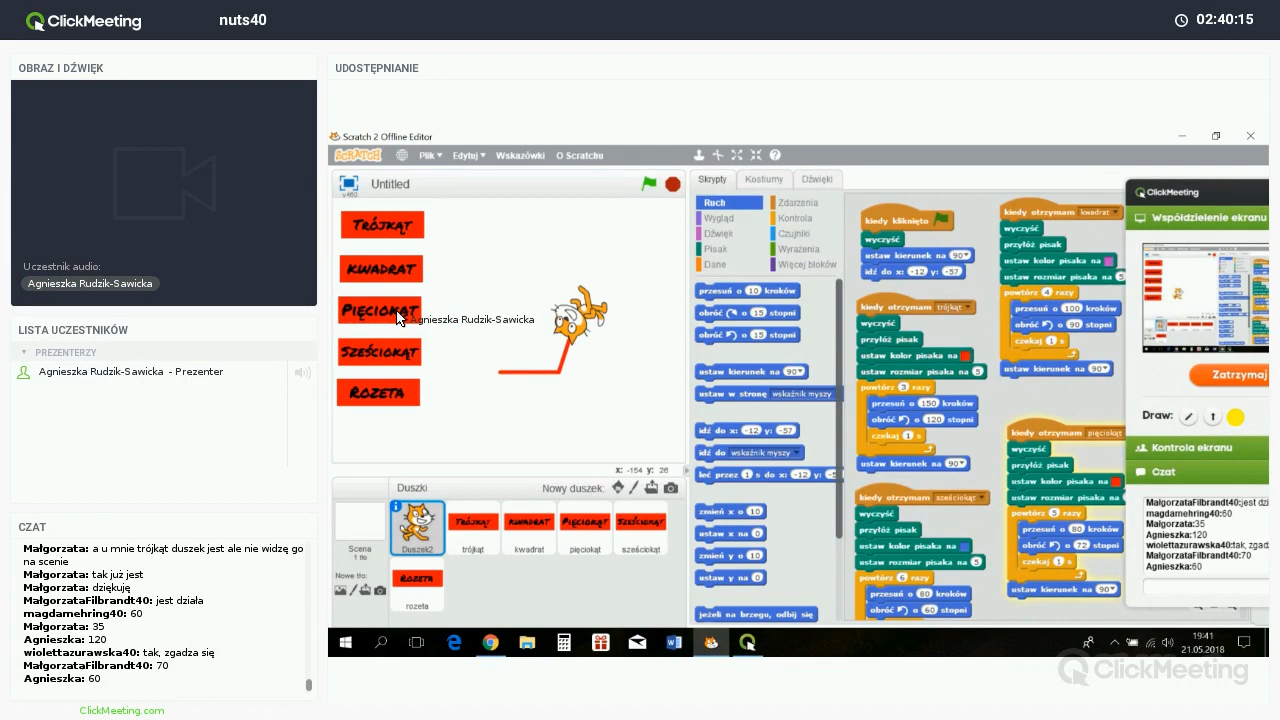 ClickMeeting
nuts40
02:40:15
OBRAZ I DŹWIĘK
Uczestnik audio:
Agnieszka Rudzik-Sawicka
LISTA UCZESTNIKÓW
PREZENTERZY
Agnieszka Rudzik-Sawicka - Prezenter
CZAT
Małgorzata: a u mnie trójkąt duszek jest ale nie widzę go
na scenie
Małgorzata: tak już jest
Małgorzata: dziękuję
MałgorzataFilbrandt40: jest działa
magdamehring40: 60
Małgorzata: 35
Agnieszka: 120
wiolettazurawska40: tak, zgadza się
MałgorzataFilbrandt40: 70
Agnieszka: 60
ClickMeeting.com
UDOSTĘPNIANIE
Scratch 2 Offline Editor
SCRATCH
Plik
Edytuj
Wskazówki
O Scratchu
v460
Untitled
TRÓJKĄT
KWADRAT
PIĘCIOKĄT
Agnieszka Rudzik-Sawicka
SZEŚCIOKĄT
ROZETA
x: -154 y: 26
Duszki
Nowy duszek:
Scena
1 tło
Nowe tło:
Duszek2
TRÓJKĄT
trójkąt
KWADRAT
kwadrat
PIĘCIOKĄT
pięciokąt
SZEŚCIOKĄT
sześciokąt
ROZETA
rozeta
Skrypty
Kostiumy
Dźwięki
Ruch
Zdarzenia
Wygląd
Kontrola
Dźwięk
Czujniki
Pisak
Wyrażenia
Dane
Więcej bloków
przesuń o 10 kroków
obróć 15 stopni
obróć 15 stopni
ustaw kierunek na 90
ustaw w stronę wskaźnik myszy
idź do x: -12 y: -57
idź do wskaźnik myszy
leć przez 1 s do x: -12 y: -5
zmień x o 10
ustaw x na 0
zmień y o 10
ustaw y na 0
jeżeli na brzegu, odbij się
kiedy kliknięto
wyczyść
ustaw kierunek na 90
idź do x: -12 y: -57
kiedy otrzymam trójkąt
wyczyść
przyłóż pisak
ustaw kolor pisaka na
ustaw rozmiar pisaka na 5
powtórz 3 razy
przesuń o 150 kroków
obróć o 120 stopni
czekaj 1 s
ustaw kierunek na 90
kiedy otrzymam sześciokąt
wyczyść
przyłóż pisak
ustaw kolor pisaka na
ustaw rozmiar pisaka na 5
powtórz 6 razy
przesuń o 80 kroków
obróć o 60 stopni
kiedy otrzymam kwadrat
wyczyść
przyłóż pisak
ustaw kolor pisaka na
ustaw rozmiar pisaka na 5
powtórz 4 razy
przesuń o 100 kroków
obróć o 90 stopni
czekaj 1 s
ustaw kierunek na 90
kiedy otrzymam pięciokąt
wyczyść
przyłóż pisak
ustaw kolor pisaka na
ustaw rozmiar pisaka na
powtórz 5 razy
przesuń o 80 kroków
obróć o 72 stopni
czekaj 1 s
ustaw kierunek na 90
ClickMeeting
Współdzielenie ekranu
Zatrzymaj
Draw:
Kontrola ekranu
Czat
MałgorzataFilbrandt40:jest dzi
magdamehring40:60
Małgorzata:35
Agnieszka:120
wiolettazurawska40:tak, zgadz
MałgorzataFilbrandt40:70
Agnieszka:60
19:41
21.05.2018
ClickMeeting